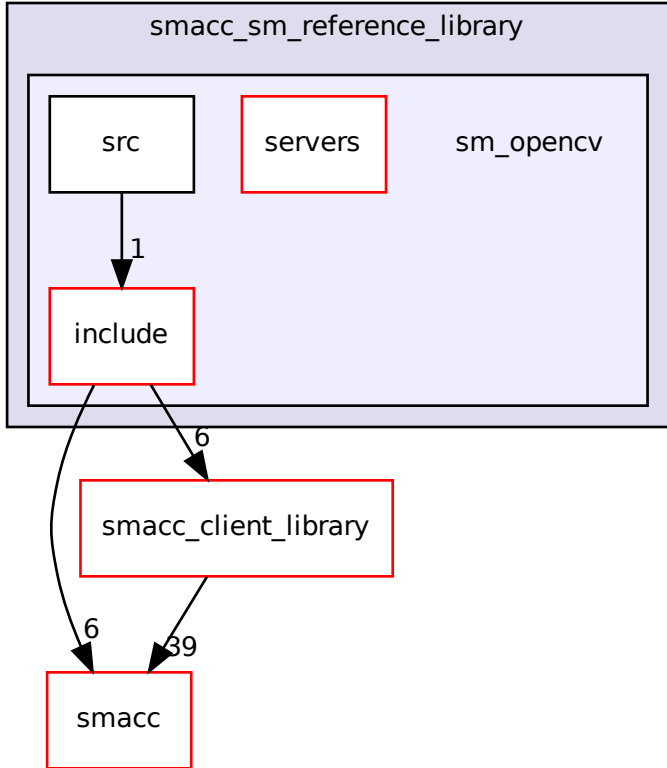 smacc_sm_reference_library
src
servers
sm_opencv
1
include
6
smacc_client_library
6
39
smacc